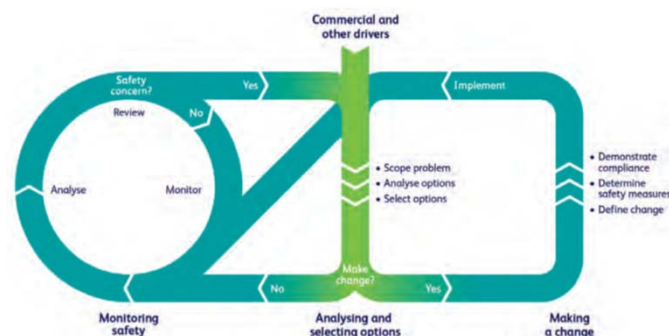 Commercial and
other drivers
Safety
concern?
Yes
Implement
Review
No
Analyse
Monitor
• Scope problem
• Analyse options
• Select options
• Demonstrate
compliance
• Determine
safety measures
• Define change
Make
change?
No
Yes
Monitoring
safety
Analysing and
selecting options
Making
a change